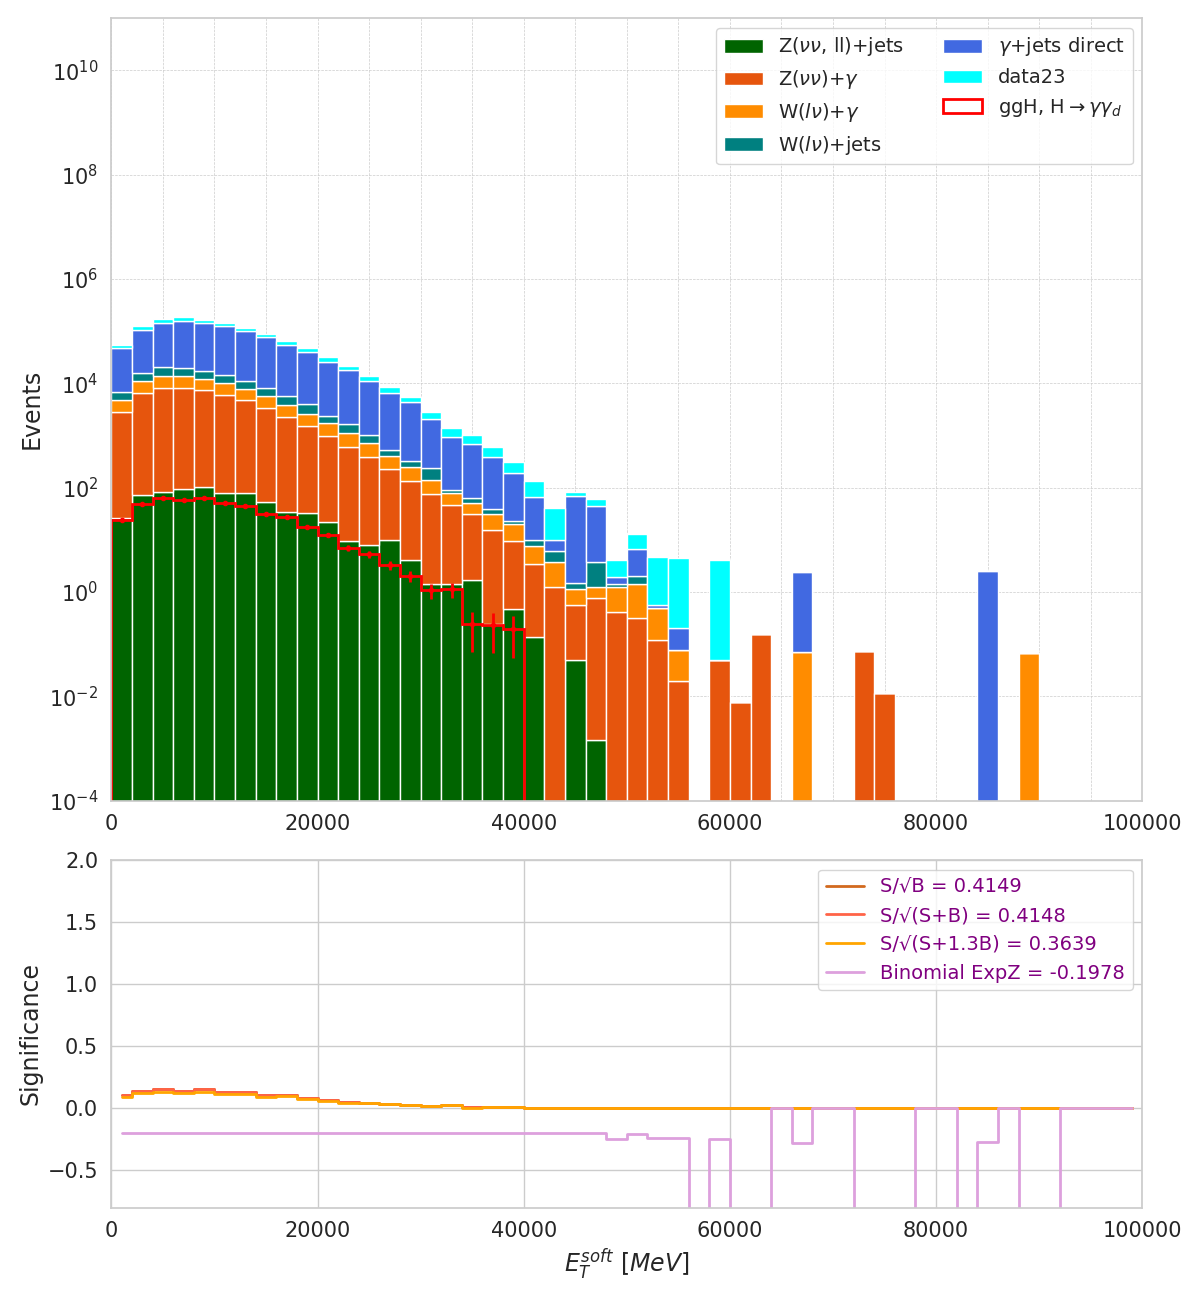 Events
10^10
10^8
10^6
10^4
10^2
10^0
10^−2
10^−4
Z(νν, ll)+jets
Z(νν)+γ
W(lν)+γ
W(lν)+jets
γ+jets direct
data23
ggH, H→γγ_d
0 20000 40000 60000 80000 100000
Significance
2.0
1.5
1.0
0.5
0.0
−0.5
S/√B = 0.4149
S/√(S+B) = 0.4148
S/√(S+1.3B) = 0.3639
Binomial ExpZ = -0.1978
0 20000 40000 60000 80000 100000
E_T^soft [MeV]